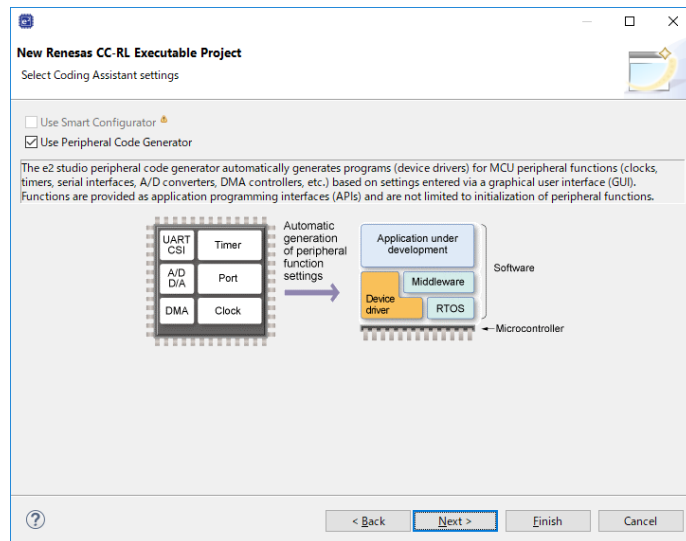 e²
New Renesas CC-RL Executable Project
Select Coding Assistant settings
Use Smart Configurator
Use Peripheral Code Generator
The e2 studio peripheral code generator automatically generates programs (device drivers) for MCU peripheral functions (clocks,
timers, serial interfaces, A/D converters, DMA controllers, etc.) based on settings entered via a graphical user interface (GUI).
Functions are provided as application programming interfaces (APIs) and are not limited to initialization of peripheral functions.
UART
CSI
Timer
A/D
D/A
Port
DMA
Clock
Automatic
generation
of peripheral
function
settings
Application under
development
Middleware
Device
driver
RTOS
Software
Microcontroller
?
< Back
Next >
Finish
Cancel